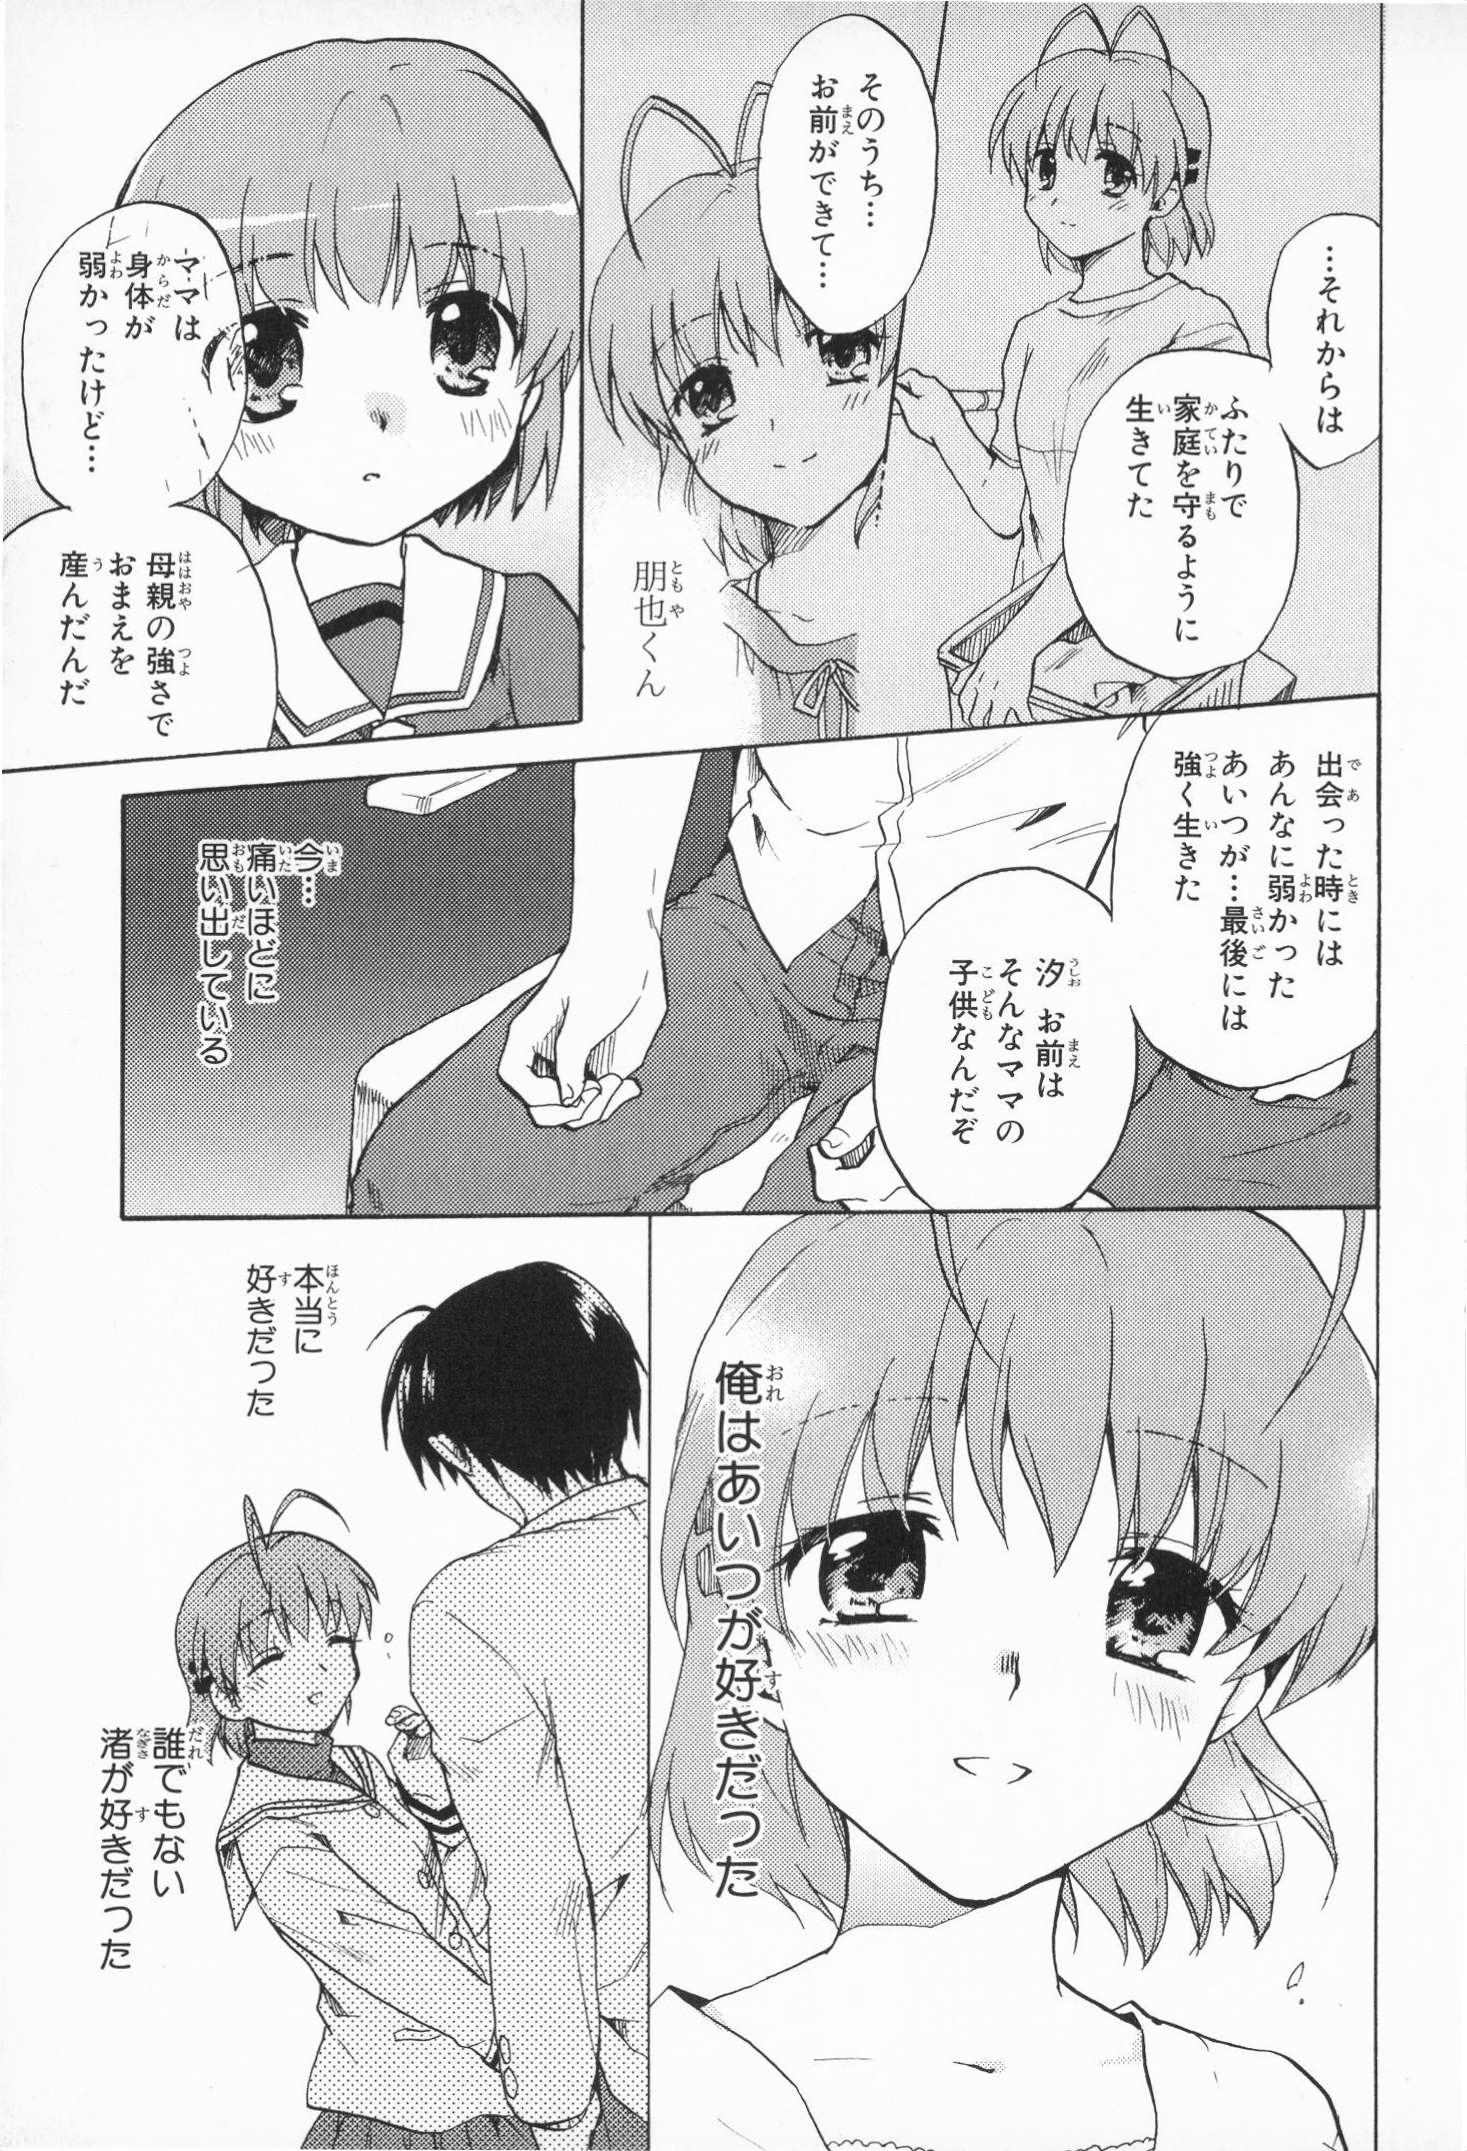 …それからは
ふたりで
家庭を守るように
生きてた
そのうち…
お前ができて…
朋也くん
ママは
身体が
弱かったけど…
母親の強さで
おまえを
産んだんだ
出会った時には
あんなに弱かった
あいつが…最後には
強く生きた
汐 お前は
そんなママの
子供なんだぞ
今…
痛いほどに
思い出している
俺はあいつが好きだった
本当に
好きだった
誰でもない
渚が好きだった